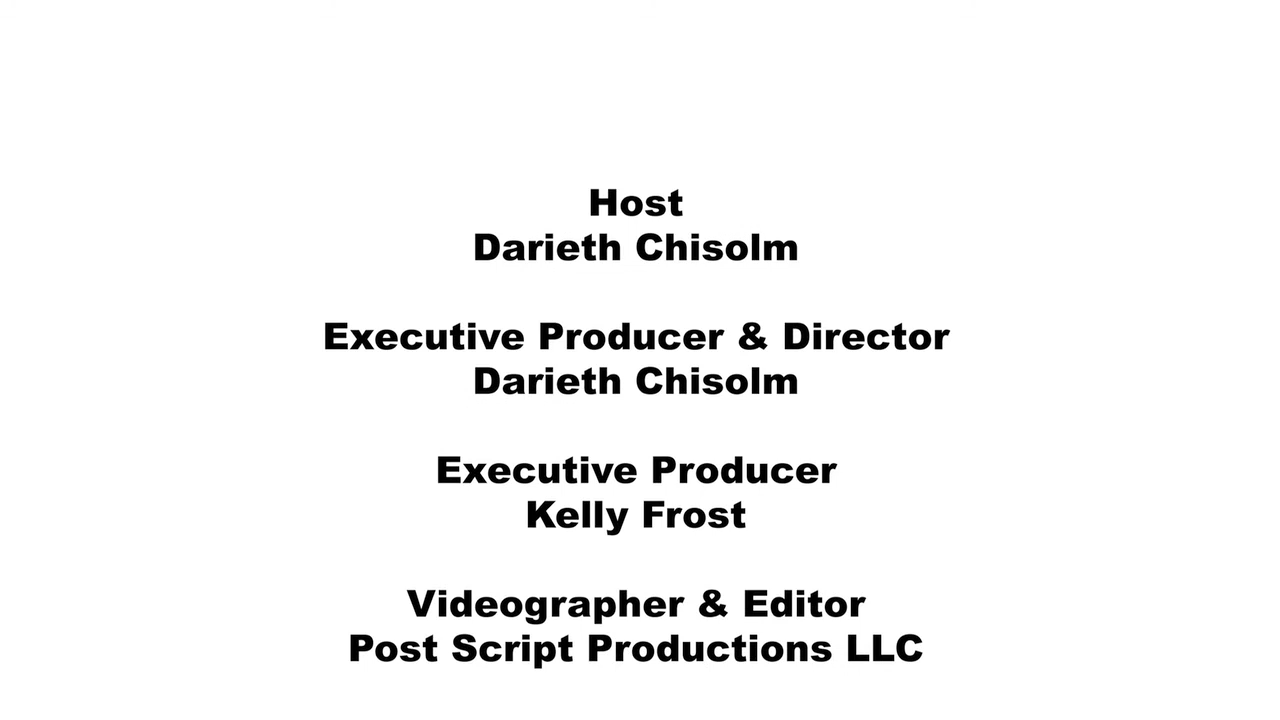 Host
Darieth Chisolm
Executive Producer & Director
Darieth Chisolm
Executive Producer
Kelly Frost
Videographer & Editor
Post Script Productions LLC